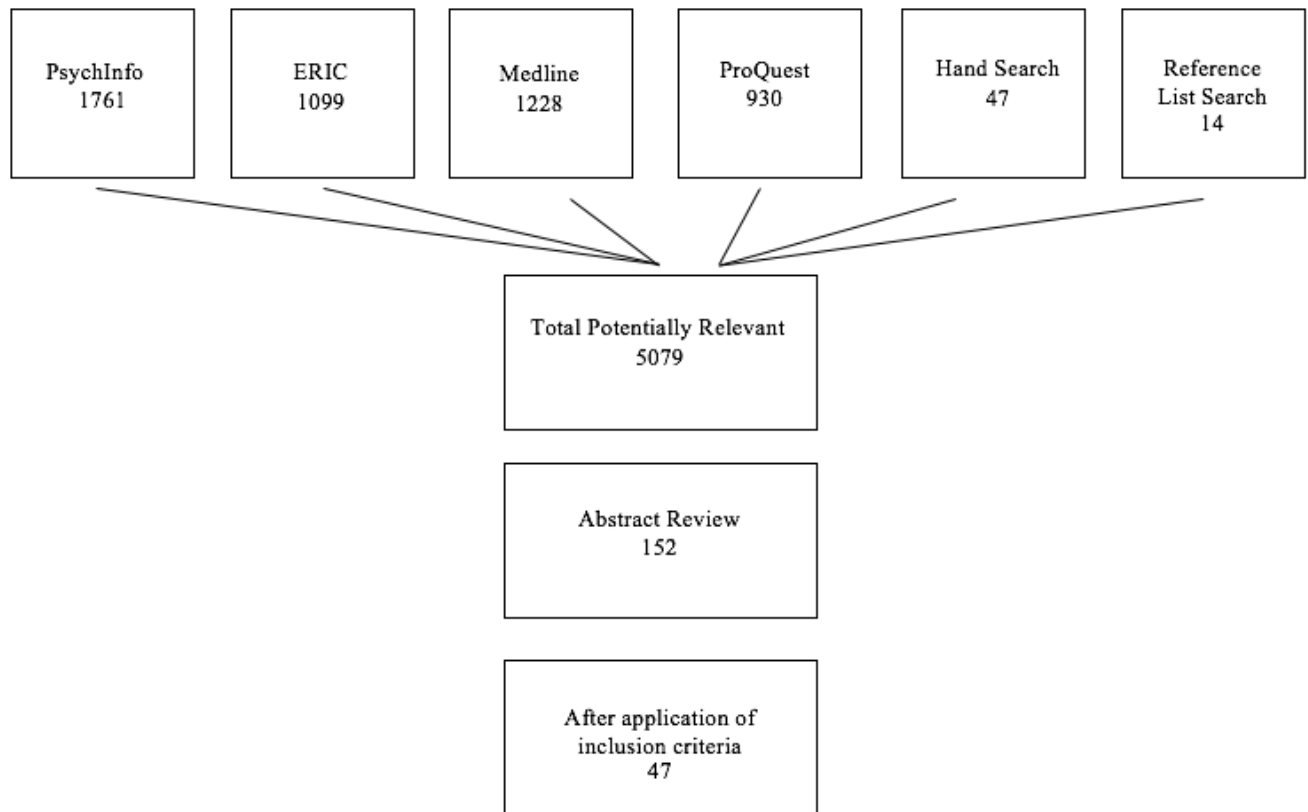 PsychInfo
1761
ERIC
1099
Medline
1228
ProQuest
930
Hand Search
47
Reference
List Search
14
Total Potentially Relevant
5079
Abstract Review
152
After application of
inclusion criteria
47